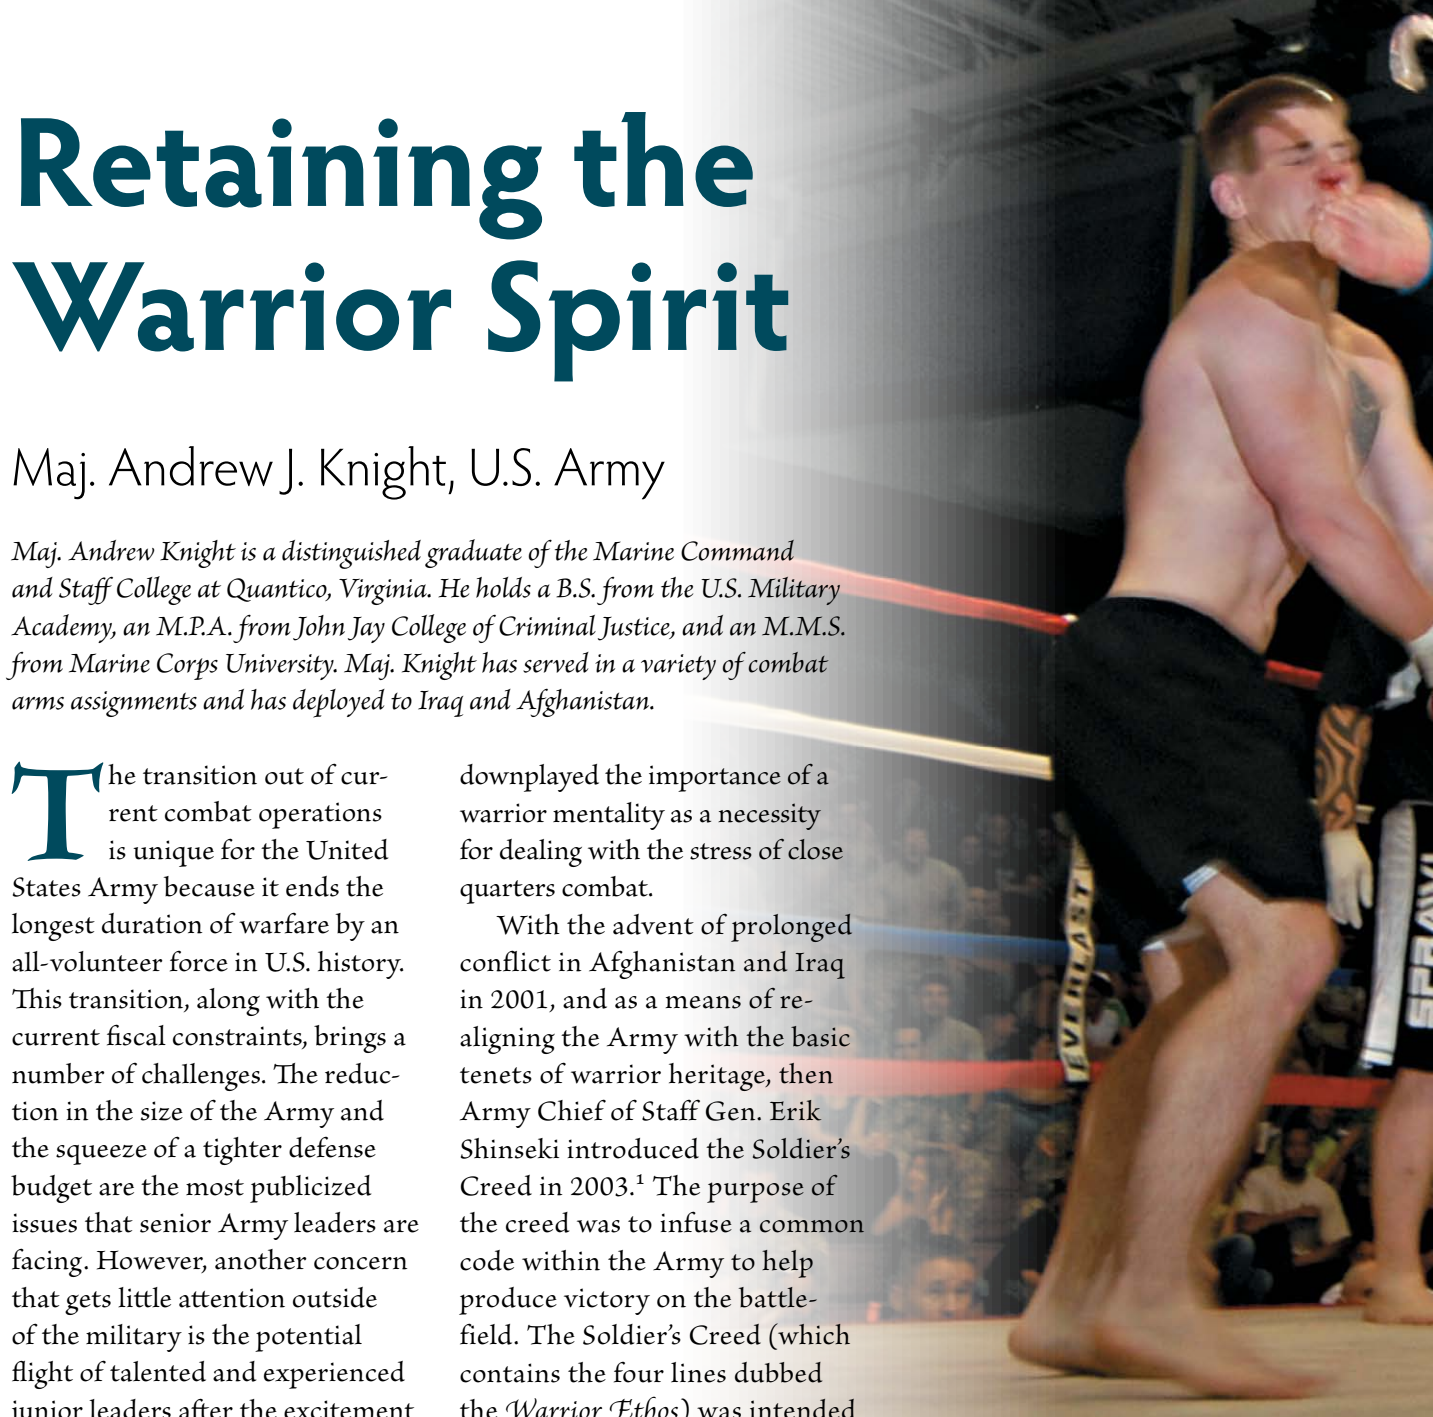 Retaining the
Warrior Spirit
Maj. Andrew J. Knight, U.S. Army
Maj. Andrew Knight is a distinguished graduate of the Marine Command
and Staff College at Quantico, Virginia. He holds a B.S. from the U.S. Military
Academy, an M.P.A. from John Jay College of Criminal Justice, and an M.M.S.
from Marine Corps University. Maj. Knight has served in a variety of combat
arms assignments and has deployed to Iraq and Afghanistan.
The transition out of cur-
rent combat operations
is unique for the United
States Army because it ends the
longest duration of warfare by an
all-volunteer force in U.S. history.
This transition, along with the
current fiscal constraints, brings a
number of challenges. The reduc-
tion in the size of the Army and
the squeeze of a tighter defense
budget are the most publicized
issues that senior Army leaders are
facing. However, another concern
that gets little attention outside
of the military is the potential
flight of talented and experienced
junior leaders after the excitement
downplayed the importance of a
warrior mentality as a necessity
for dealing with the stress of close
quarters combat.
With the advent of prolonged
conflict in Afghanistan and Iraq
in 2001, and as a means of re-
aligning the Army with the basic
tenets of warrior heritage, then
Army Chief of Staff Gen. Erik
Shinseki introduced the Soldier’s
Creed in 2003.¹ The purpose of
the creed was to infuse a common
code within the Army to help
produce victory on the battle-
field. The Soldier’s Creed (which
contains the four lines dubbed
the Warrior Ethos) was intended
EVERLAST